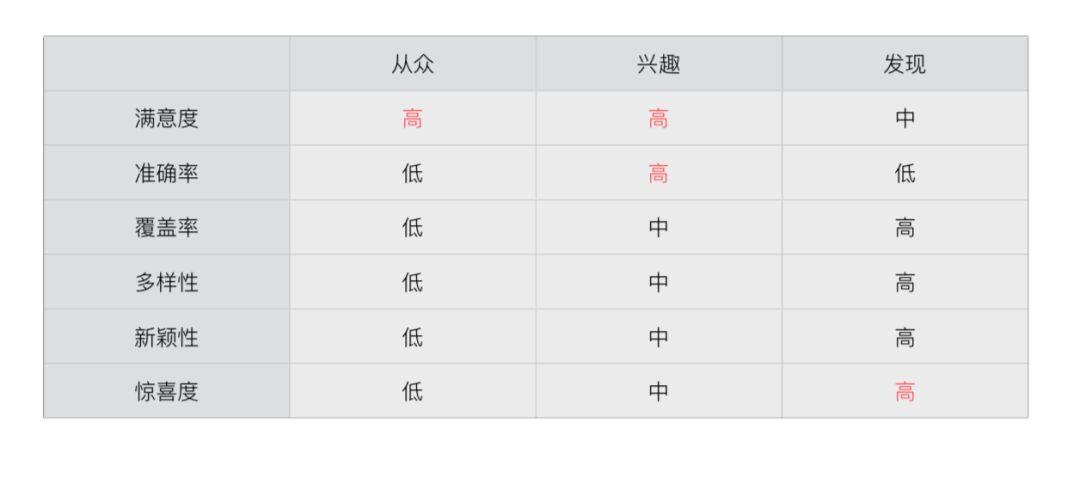 从众 兴趣 发现
满意度 高 高 中
准确率 低 高 低
覆盖率 低 中 高
多样性 低 中 高
新颖性 低 中 高
惊喜度 低 中 高